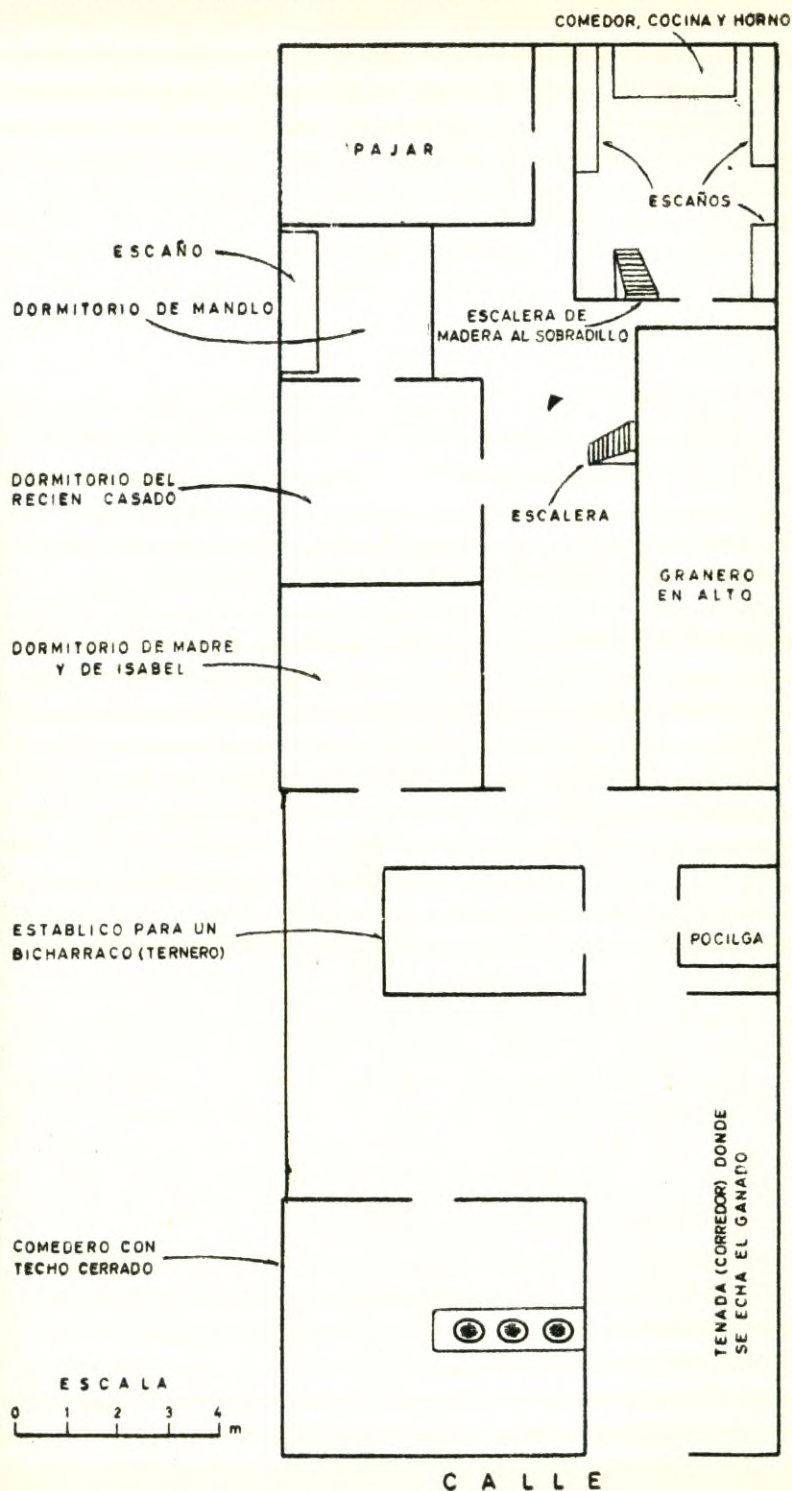 COMEDOR, COCINA Y HORNO
PAJAR
ESCAÑOS
ESCAÑO
DORMITORIO DE MANOLO
ESCALERA DE
MADERA AL SOBRADILLO
DORMITORIO DEL
RECIEN CASADO
ESCALERA
GRANERO
EN ALTO
DORMITORIO DE MADRE
Y DE ISABEL
ESTABLICO PARA UN
BICHARRACO (TERNERO)
POCILGA
TENADA (CORREDOR) DONDE
SE ECHA EL GANADO
COMEDERO CON
TECHO CERRADO
ESCALA
0 1 2 3 4
m
CALLE